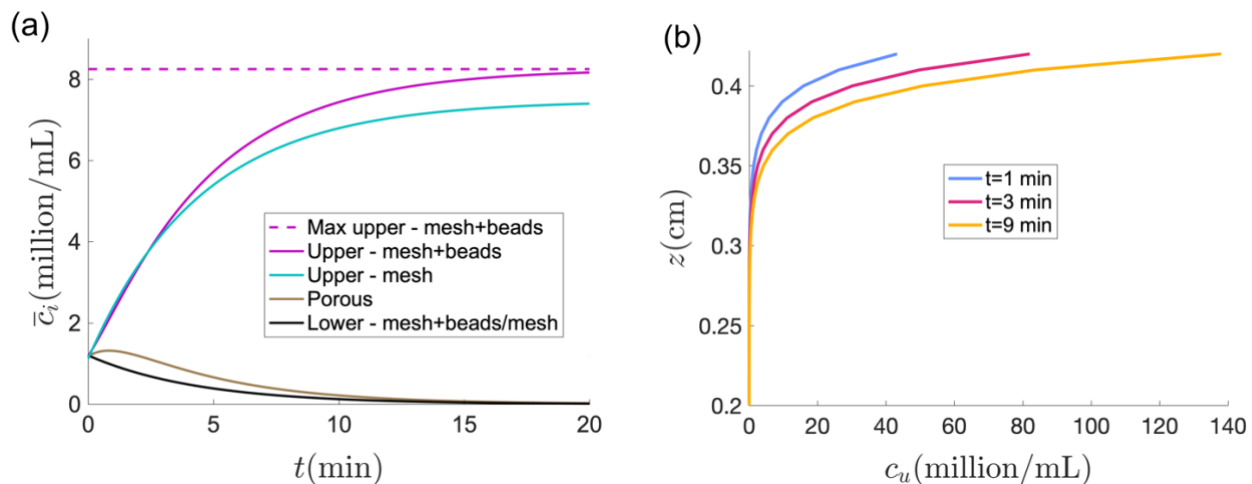 (a)
c̄ᵢ(million/mL)
8
6
4
2
0
0 5 10 15 20
t(min)
Max upper - mesh+beads
Upper - mesh+beads
Upper - mesh
Porous
Lower - mesh+beads/mesh
(b)
z(cm)
0.4
0.35
0.3
0.25
0.2
0 20 40 60 80 100 120 140
cᵤ(million/mL)
t=1 min
t=3 min
t=9 min